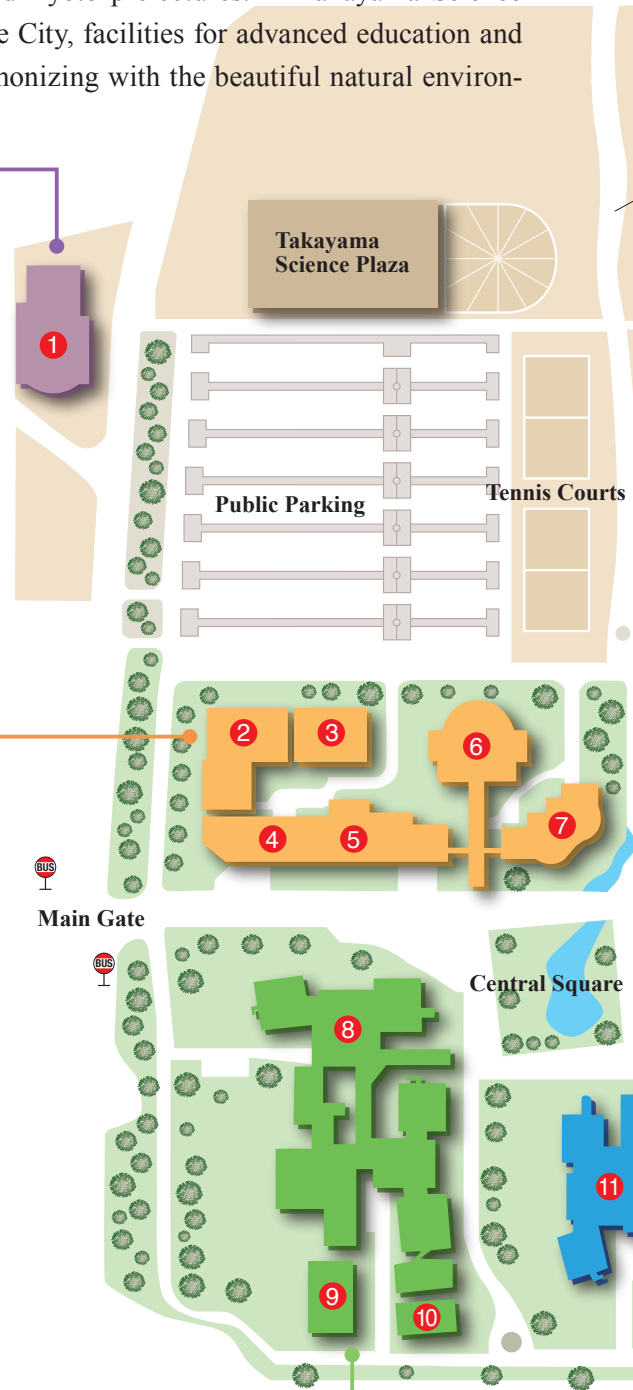 e City, facilities for advanced education and
monizing with the beautiful natural environ-
Takayama
Science Plaza
1
Public Parking
Tennis Courts
2
3
6
7
4
5
BUS
Main Gate
BUS
Central Square
8
11
9
10